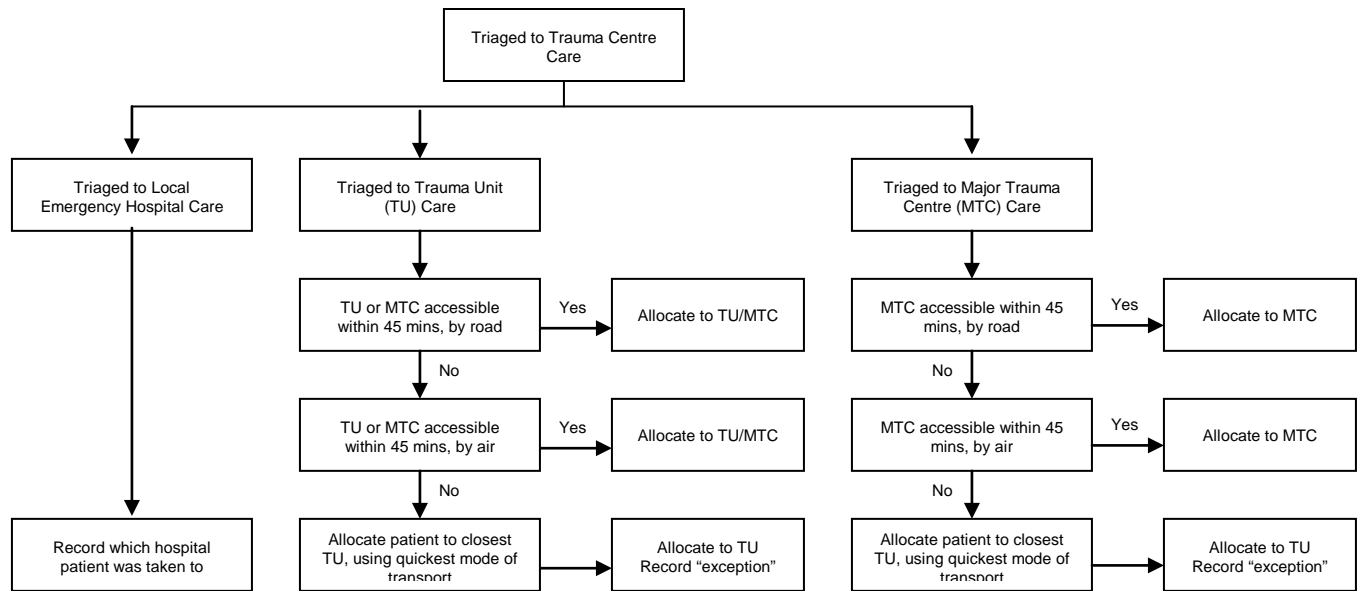 Triaged to Trauma Centre
Care
Triaged to Local
Emergency Hospital Care
Triaged to Trauma Unit
(TU) Care
Triaged to Major Trauma
Centre (MTC) Care
TU or MTC accessible
within 45 mins, by road
Yes
Allocate to TU/MTC
MTC accessible within 45
mins, by road
Yes
Allocate to MTC
No
No
TU or MTC accessible
within 45 mins, by air
Yes
Allocate to TU/MTC
MTC accessible within 45
mins, by air
Yes
Allocate to MTC
No
No
Record which hospital
patient was taken to
Allocate patient to closest
TU, using quickest mode of
transport
Allocate to TU
Record “exception”
Allocate patient to closest
TU, using quickest mode of
transport
Allocate to TU
Record “exception”